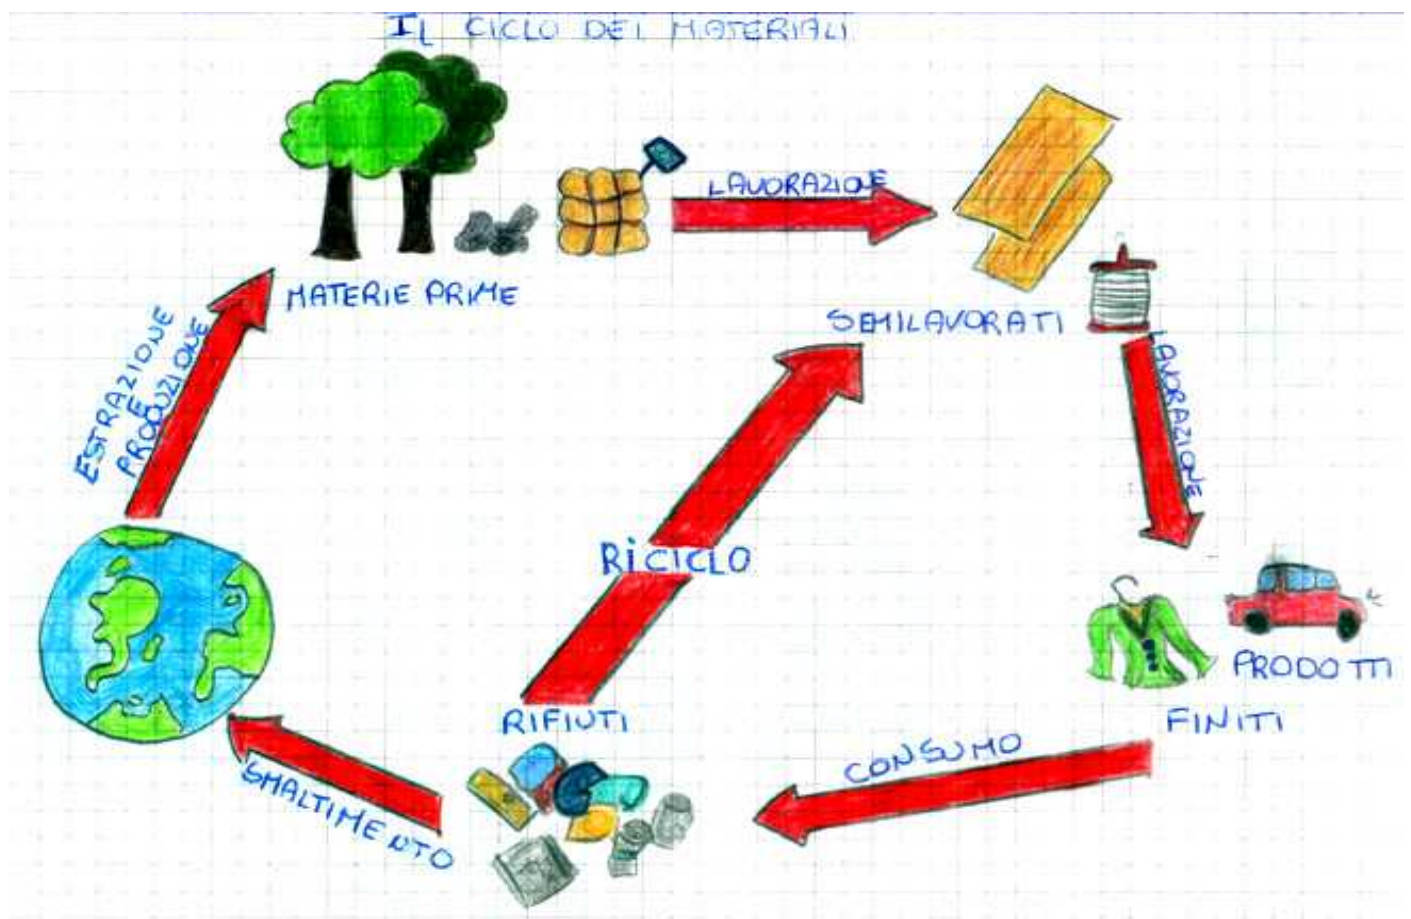 IL CICLO DEI MATERIALI
LAVORAZIONE
MATERIE PRIME
SEMILAVORATI
ESTRAZIONE
E
PRODUZIONE
LAVORAZIONE
RiCICLO
PRODOTTI
FINITI
RIFIUTI
CONSUMO
SMALTIMENTO